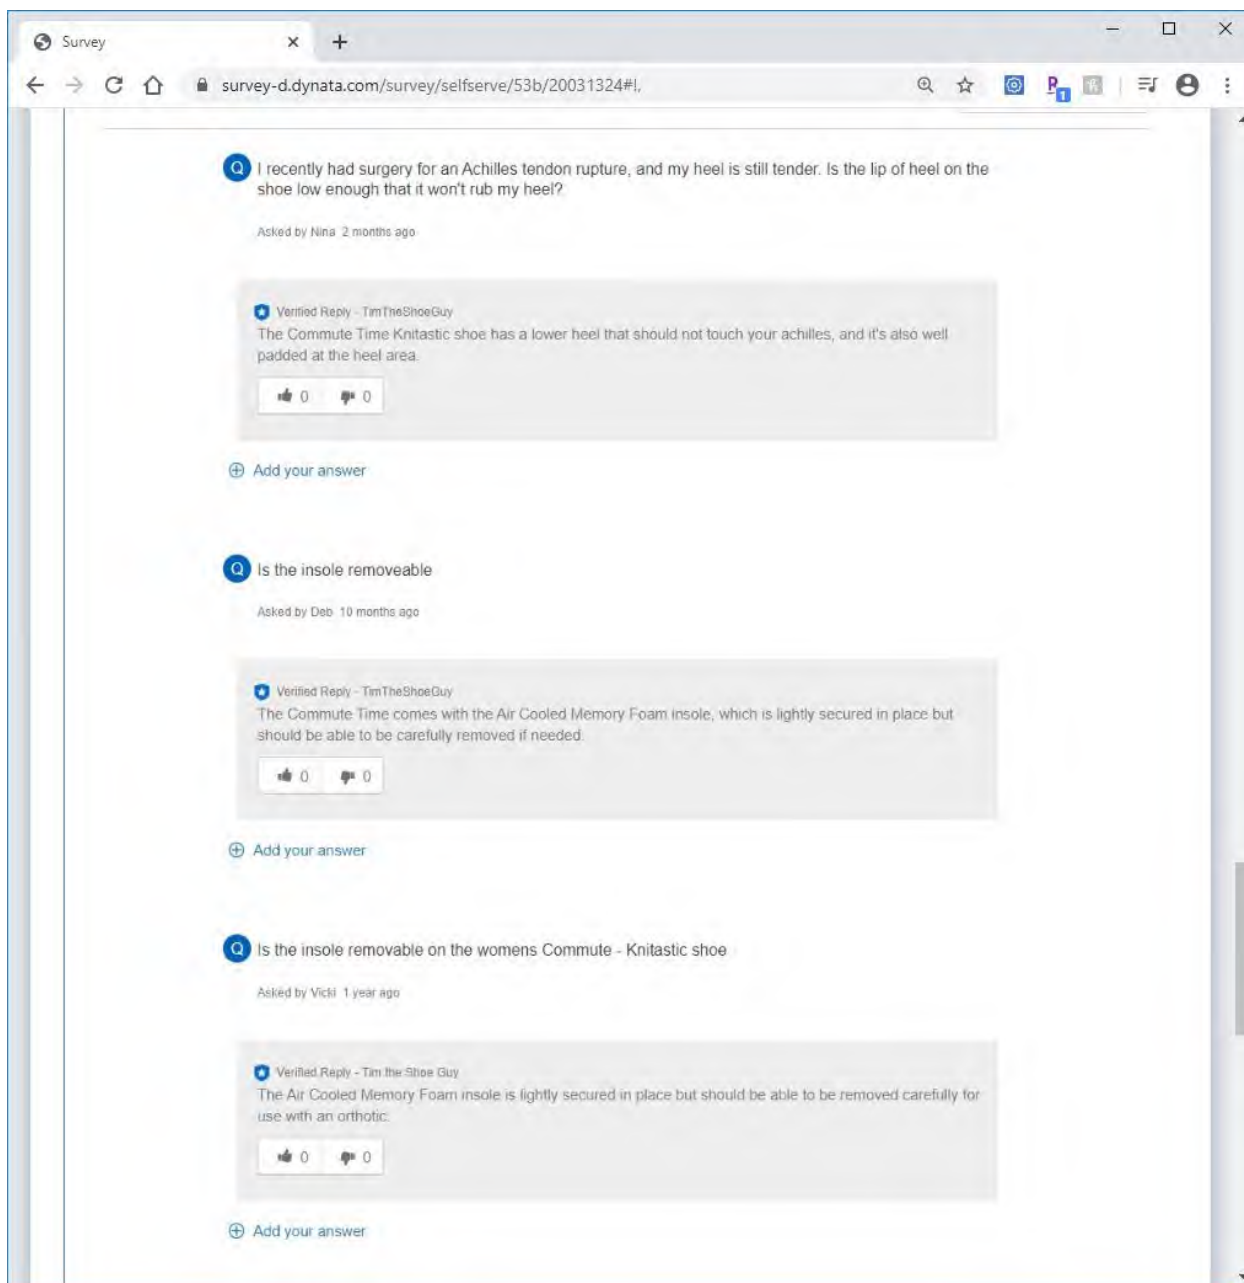 Survey
survey-d.dynata.com/survey/selfserve/53b/20031324#!,
Q I recently had surgery for an Achilles tendon rupture, and my heel is still tender. Is the lip of heel on the
shoe low enough that it won't rub my heel?
Asked by Nina 2 months ago
Verified Reply - TimTheShoeGuy
The Commute Time Knitastic shoe has a lower heel that should not touch your achilles, and it's also well
padded at the heel area.
0 0
Add your answer
Q Is the insole removeable
Asked by Deb 10 months ago
Verified Reply - TimTheShoeGuy
The Commute Time comes with the Air Cooled Memory Foam insole, which is lightly secured in place but
should be able to be carefully removed if needed.
0 0
Add your answer
Q Is the insole removable on the womens Commute - Knitastic shoe
Asked by Vicki 1 year ago
Verified Reply - Tim the Shoe Guy
The Air Cooled Memory Foam insole is lightly secured in place but should be able to be removed carefully for
use with an orthotic.
0 0
Add your answer